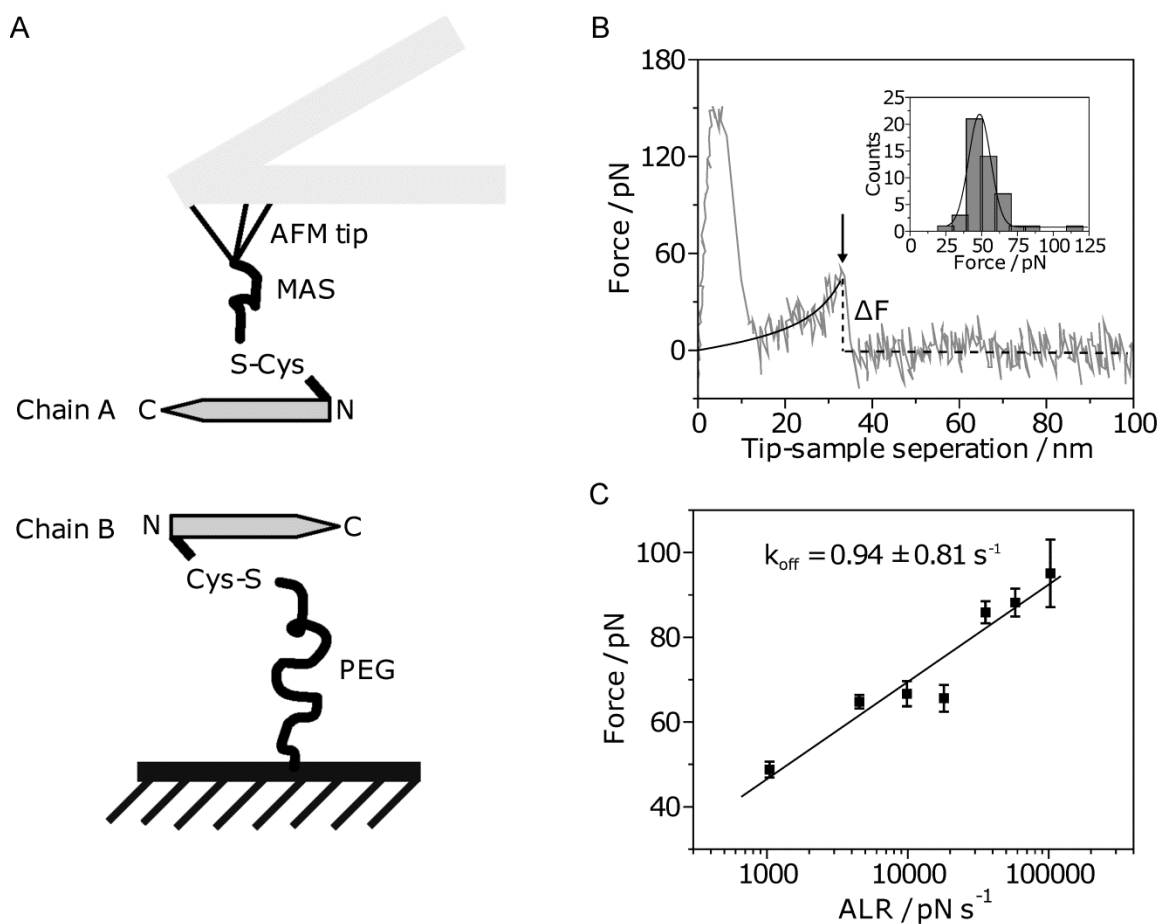 A
AFM tip
MAS
S-Cys
Chain A
C
N
Chain B
N
C
Cys-S
PEG
B
180
120
60
0
Force / pN
0
20
40
60
80
100
Tip-sample seperation / nm
ΔF
25
20
15
10
5
0
Counts
0
25
50
75
100
125
Force / pN
C
k_off = 0.94 ± 0.81 s⁻¹
100
80
60
40
Force / pN
1000
10000
100000
ALR / pN s⁻¹